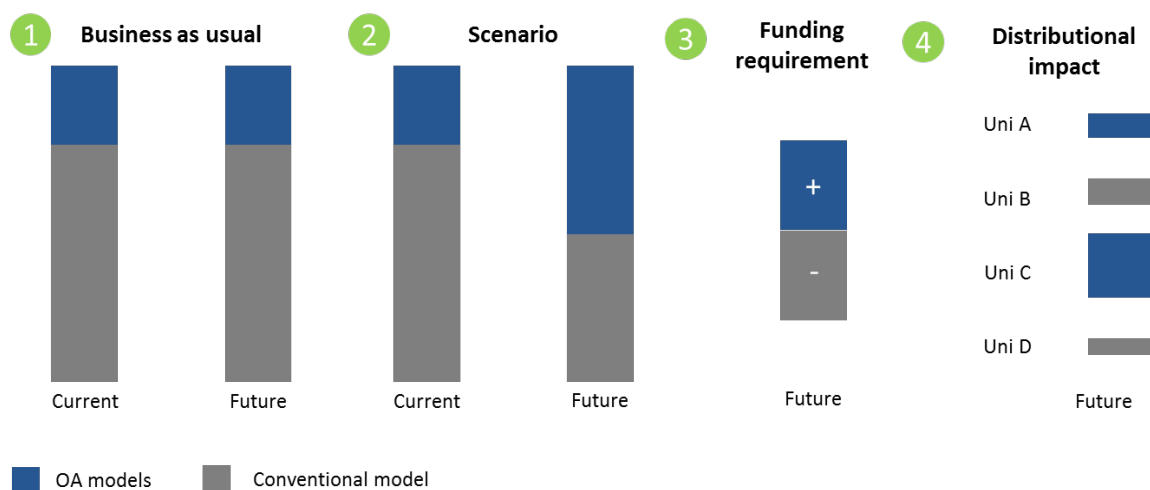 1
Business as usual
Current
Future
2
Scenario
Current
Future
3
Funding
requirement
+
-
Future
4
Distributional
impact
Uni A
Uni B
Uni C
Uni D
Future
OA models
Conventional model